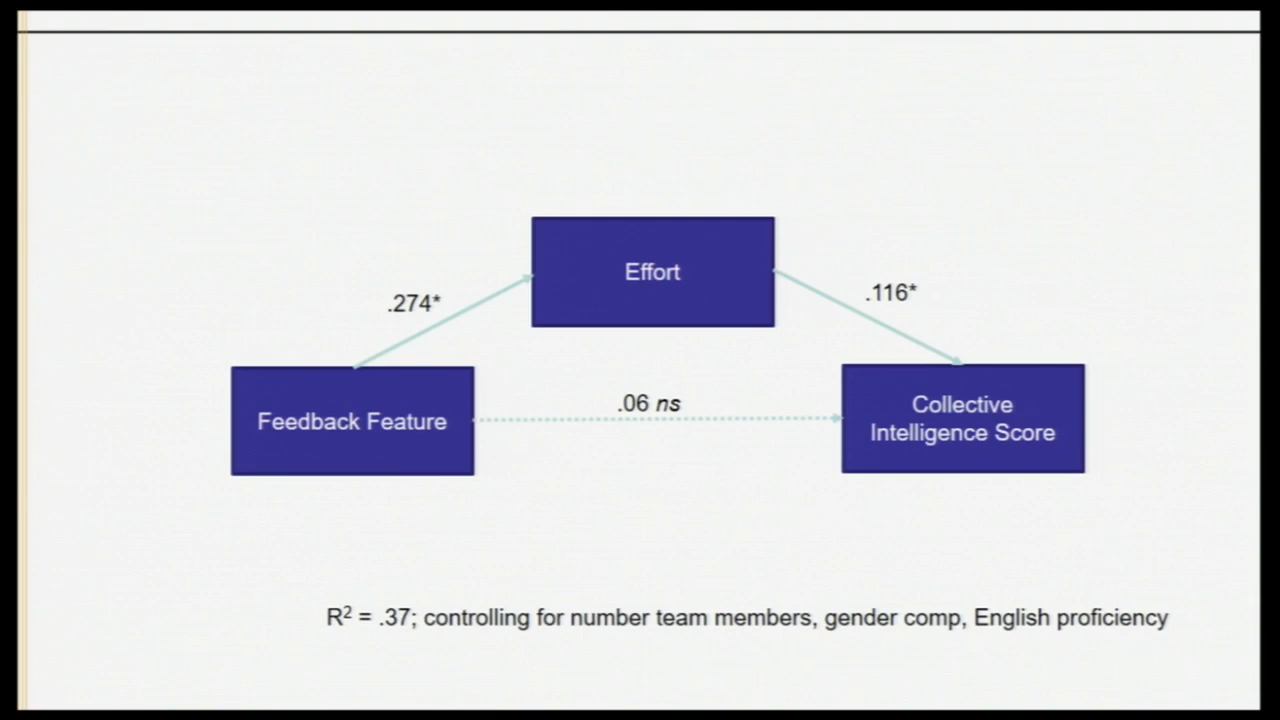 Effort
.274*
.116*
.06 ns
Feedback Feature
Collective
Intelligence Score
R² = .37; controlling for number team members, gender comp, English proficiency